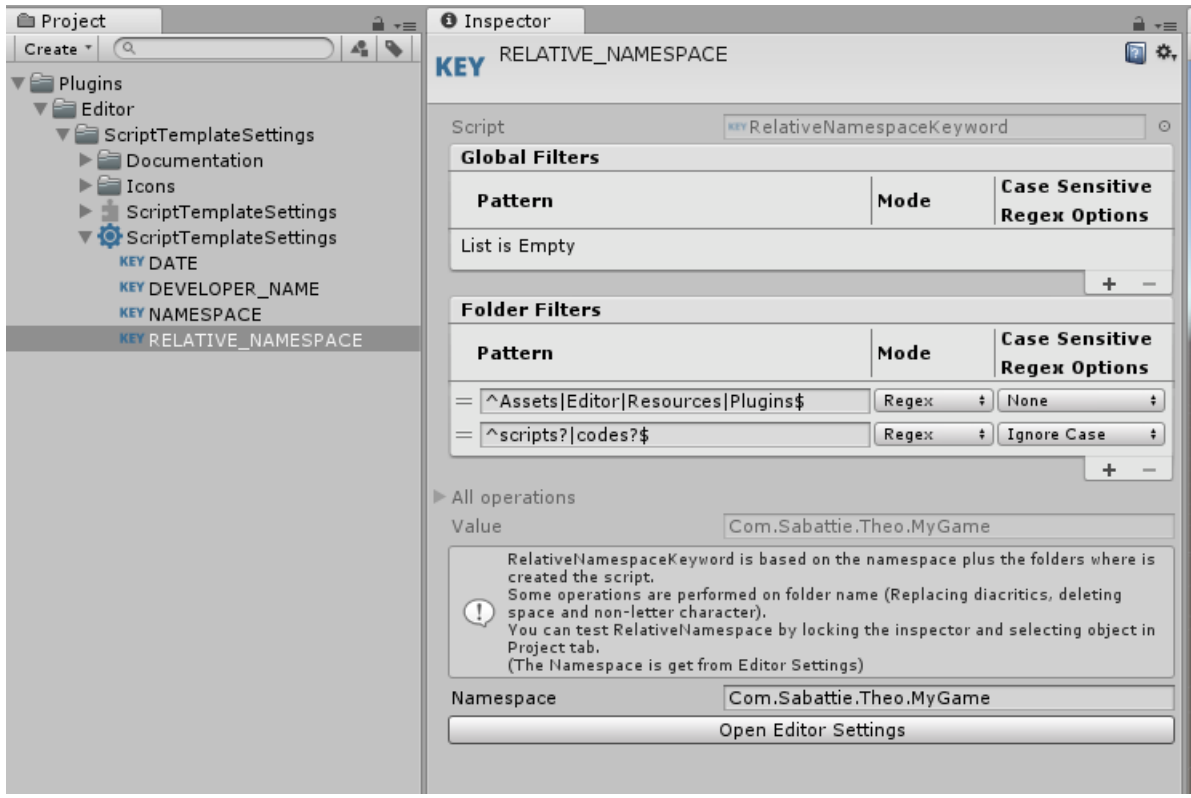 Project
Create
Plugins
Editor
ScriptTemplateSettings
Documentation
Icons
ScriptTemplateSettings
ScriptTemplateSettings
KEY DATE
KEY DEVELOPER_NAME
KEY NAMESPACE
KEY RELATIVE_NAMESPACE
Inspector
KEY RELATIVE_NAMESPACE
Script KEY RelativeNamespaceKeyword
Global Filters
Pattern Mode Case Sensitive
Regex Options
List is Empty
+ −
Folder Filters
Pattern Mode Case Sensitive
Regex Options
= ^Assets|Editor|Resources|Plugins$ Regex None
= ^scripts?|codes?$ Regex Ignore Case
+ −
All operations
Value Com.Sabattie.Theo.MyGame
RelativeNamespaceKeyword is based on the namespace plus the folders where is
created the script.
Some operations are performed on folder name (Replacing diacritics, deleting
space and non-letter character).
You can test RelativeNamespace by locking the inspector and selecting object in
Project tab.
(The Namespace is get from Editor Settings)
Namespace Com.Sabattie.Theo.MyGame
Open Editor Settings